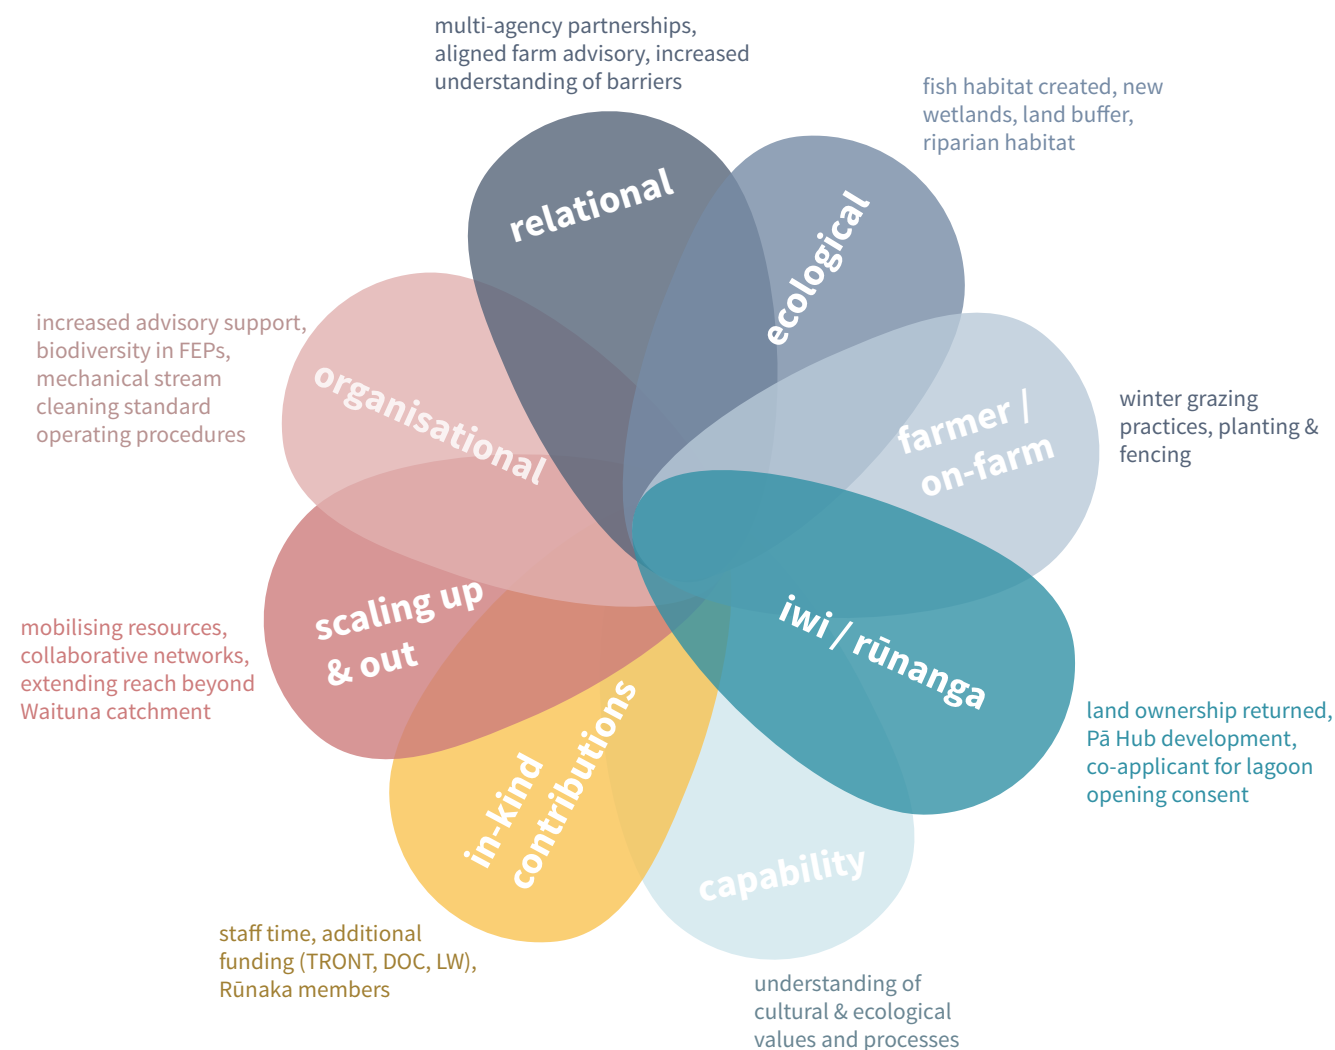 multi-agency partnerships,
aligned farm advisory, increased
understanding of barriers
relational
fish habitat created, new
wetlands, land buffer,
riparian habitat
ecological
winter grazing
practices, planting &
fencing
farmer /
on-farm
land ownership returned,
Pā Hub development,
co-applicant for lagoon
opening consent
iwi / rūnanga
understanding of
cultural & ecological
values and processes
capability
staff time, additional
funding (TRONT, DOC, LW),
Rūnaka members
in-kind
contributions
mobilising resources,
collaborative networks,
extending reach beyond
Waituna catchment
scaling up
& out
increased advisory support,
biodiversity in FEPs,
mechanical stream
cleaning standard
operating procedures
organisational